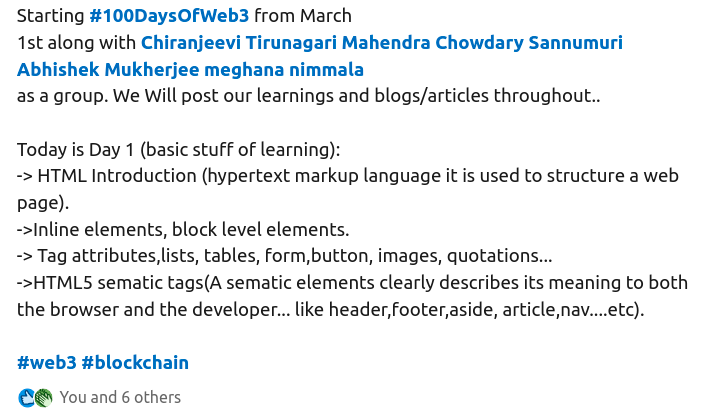 Starting #100DaysOfWeb3 from March
1st along with Chiranjeevi Tirunagari Mahendra Chowdary Sannumuri
Abhishek Mukherjee meghana nimmala
as a group. We Will post our learnings and blogs/articles throughout..
Today is Day 1 (basic stuff of learning):
-> HTML Introduction (hypertext markup language it is used to structure a web
page).
->Inline elements, block level elements.
-> Tag attributes,lists, tables, form,button, images, quotations...
->HTML5 sematic tags(A sematic elements clearly describes its meaning to both
the browser and the developer... like header,footer,aside, article,nav....etc).
#web3 #blockchain
You and 6 others